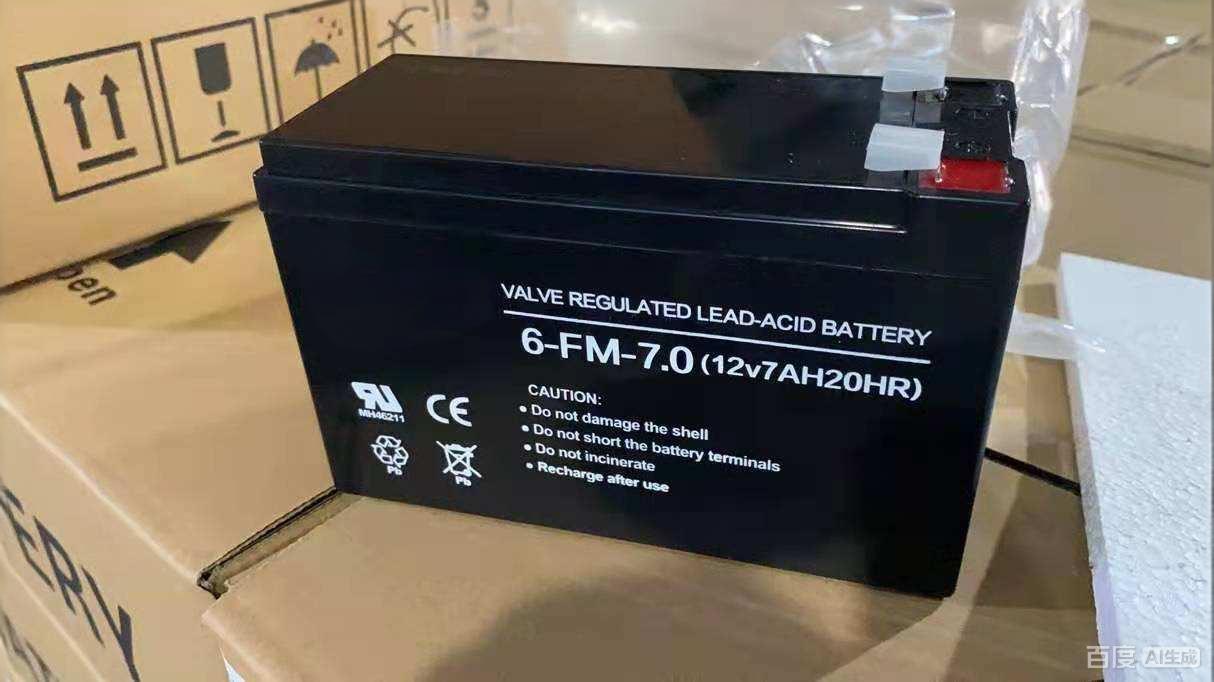 pen
VALVE REGULATED LEAD-ACID BATTERY
6-FM-7.0 (12v7AH20HR)
CAUTION:
• Do not damage the shell
• Do not short the battery terminals
• Do not incinerate
• Recharge after use
MH46211
CE
Pb
Pb
ERY
百度 AI生成